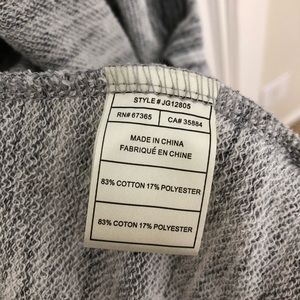 STYLE # JG12805
RN# 67365 CA# 35884
MADE IN CHINA
FABRIQUÉ EN CHINE
83% COTTON 17% POLYESTER
83% COTON 17% POLYESTER